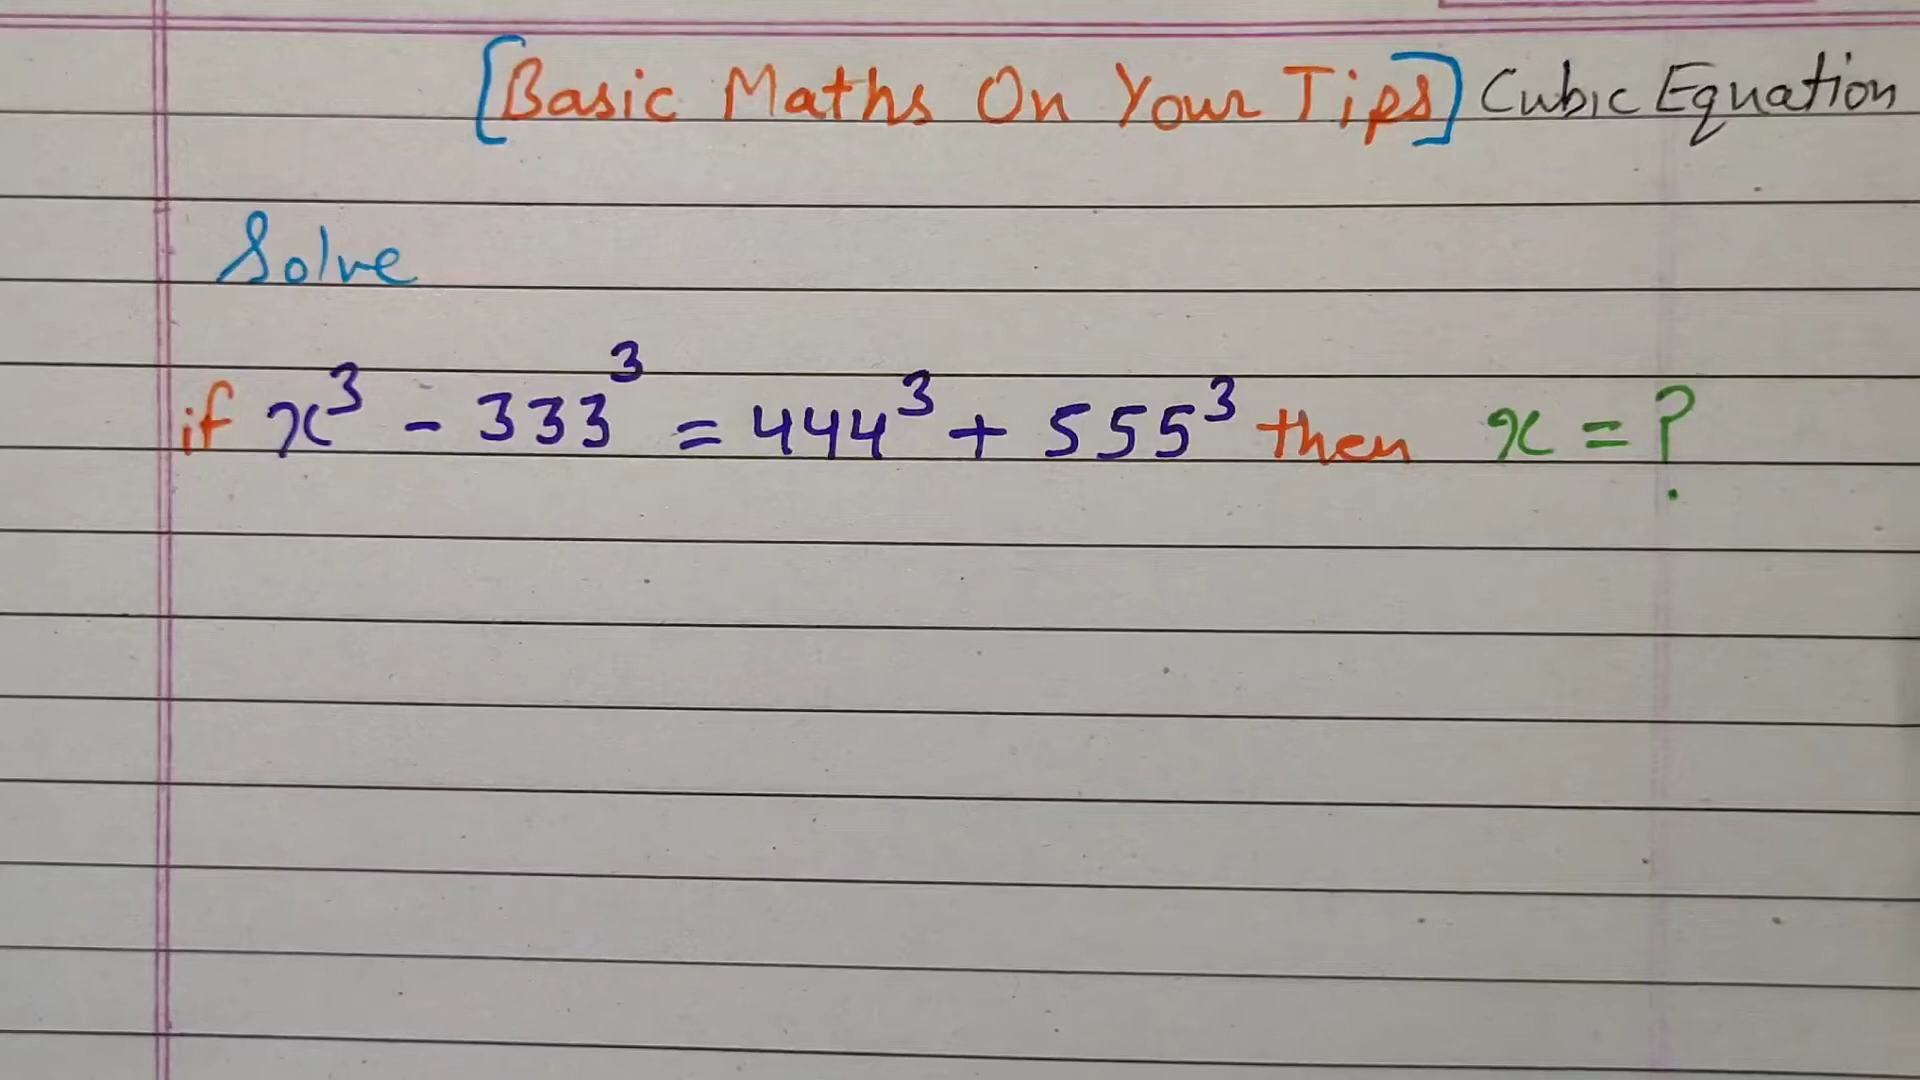 [Basic Maths On Your Tips] Cubic Equation
Solve
if x³ - 333³ = 444³ + 555³ then x = ?